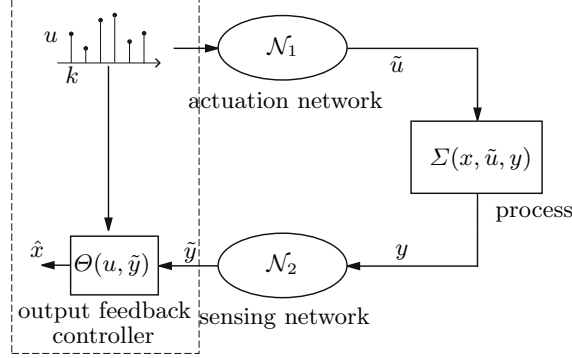 u
k
𝒩₁
ũ
actuation network
Σ(x, ũ, y)
process
x̂
Θ(u, ỹ)
ỹ
𝒩₂
y
output feedback
controller
sensing network